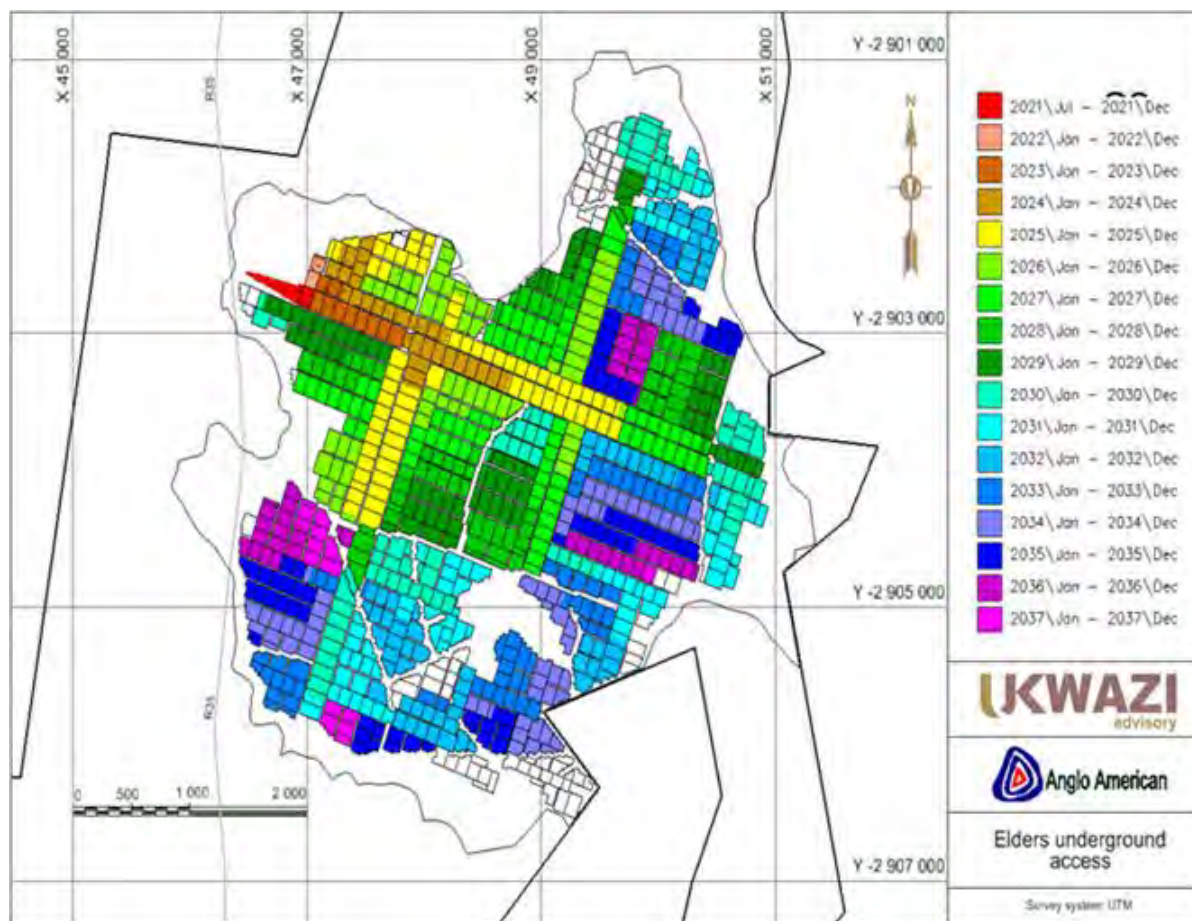 X 45 000
X 47 000
X 49 000
X 51 000
Y -2 901 000
Y -2 903 000
Y -2 905 000
Y -2 907 000
R35
N
0 500 1 000 2 000
2021\Jul - 2021\Dec
2022\Jan - 2022\Dec
2023\Jan - 2023\Dec
2024\Jan - 2024\Dec
2025\Jan - 2025\Dec
2026\Jan - 2026\Dec
2027\Jan - 2027\Dec
2028\Jan - 2028\Dec
2029\Jan - 2029\Dec
2030\Jan - 2030\Dec
2031\Jan - 2031\Dec
2032\Jan - 2032\Dec
2033\Jan - 2033\Dec
2034\Jan - 2034\Dec
2035\Jan - 2035\Dec
2036\Jan - 2036\Dec
2037\Jan - 2037\Dec
UKWAZI
advisory
Anglo American
Elders underground
access
Survey system: UTM